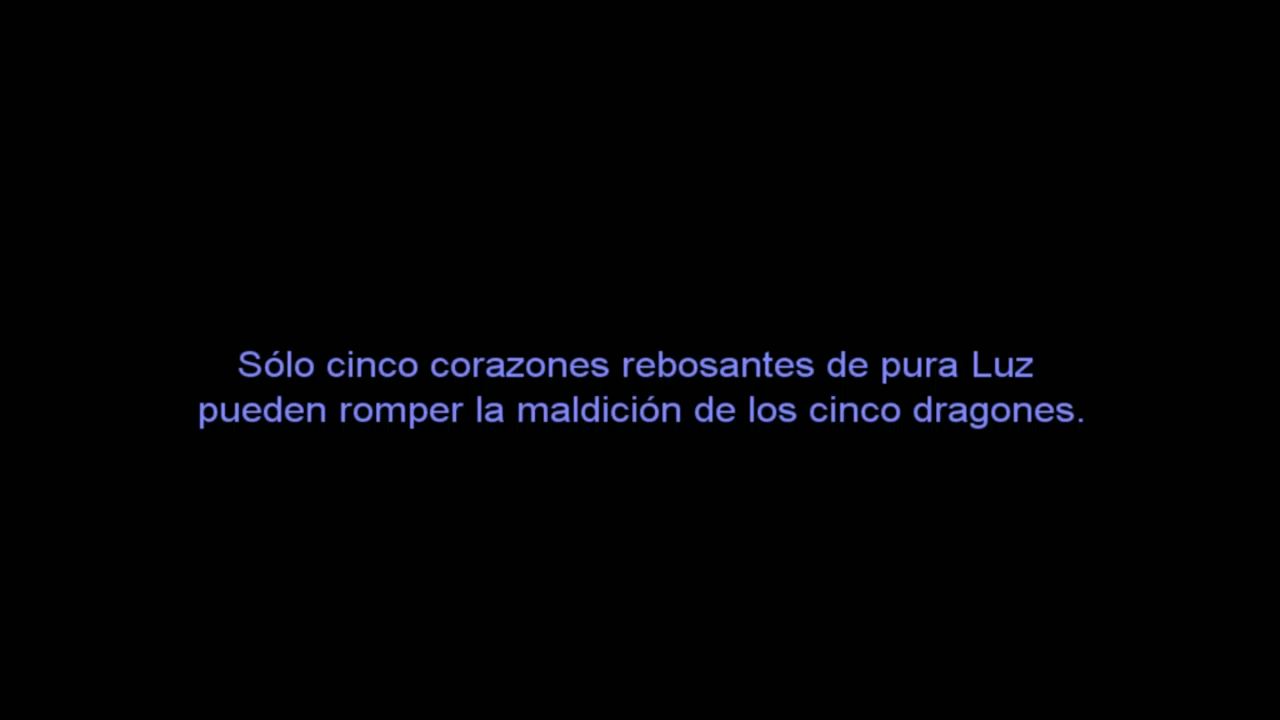 Sólo cinco corazones rebosantes de pura Luz
pueden romper la maldición de los cinco dragones.